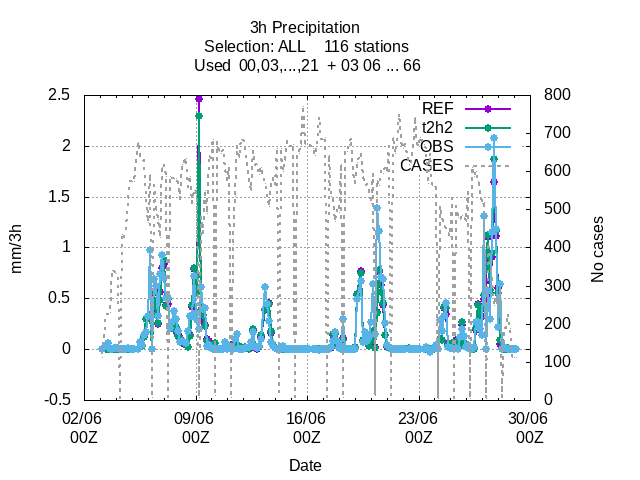 3h Precipitation
Selection: ALL 116 stations
Used 00,03,...,21 + 03 06 ... 66
2.5
2
1.5
1
0.5
0
-0.5
mm/3h
800
700
600
500
400
300
200
100
0
No cases
REF
t2h2
OBS
CASES
02/06 09/06 16/06 23/06 30/06
00Z 00Z 00Z 00Z 00Z
Date